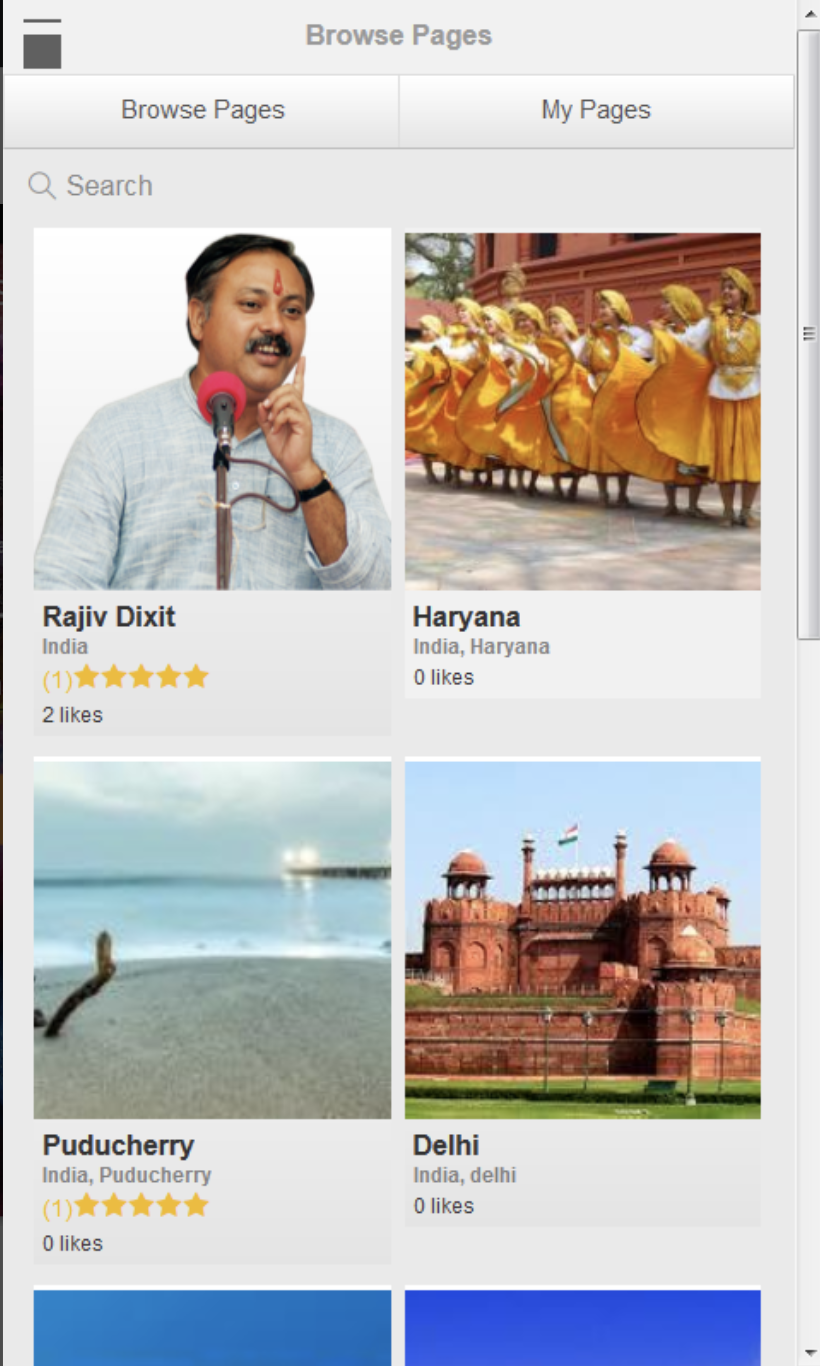 Browse Pages
Browse Pages
My Pages
Search
Rajiv Dixit
India
(1)
2 likes
Haryana
India, Haryana
0 likes
Puducherry
India, Puducherry
(1)
0 likes
Delhi
India, delhi
0 likes